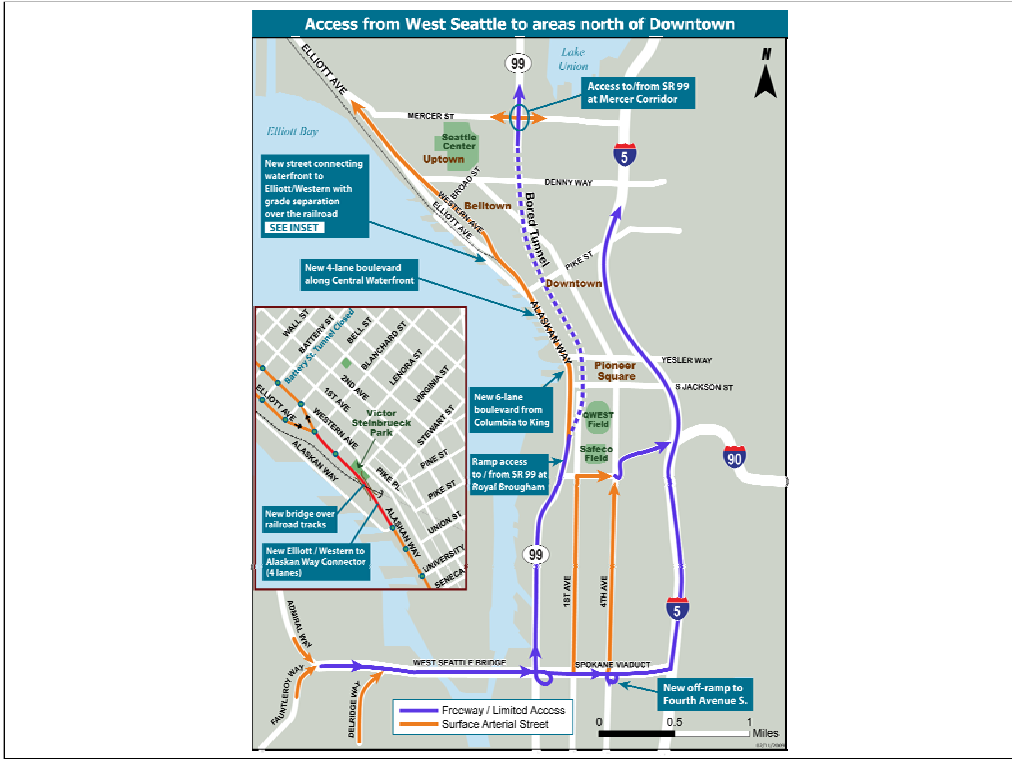 Access from West Seattle to areas north of Downtown
N
99
Lake
Union
ELLIOTT AVE
Access to/from SR 99
at Mercer Corridor
MERCER ST
Elliott Bay
Seattle
Center
Uptown
5
New street connecting
waterfront to
Elliott/Western with
grade separation
over the railroad
SEE INSET
BROAD ST
DENNY WAY
WESTERN AVE
ELLIOTT AVE
Belltown
Bored Tunnel
PIKE ST
New 4-lane boulevard
along Central Waterfront
Downtown
ALASKAN WAY
YESLER WAY
Pioneer
Square
S JACKSON ST
New 6-lane
boulevard from
Columbia to King
QWEST
Field
Safeco
Field
90
Ramp access
to / from SR 99 at
Royal Brougham
WALL ST
BATTERY ST
Battery St. Tunnel Closed
BELL ST
BLANCHARD ST
LENORA ST
VIRGINIA ST
2ND AVE
1ST AVE
ELLIOTT AVE
WESTERN AVE
Victor
Steinbrueck
Park
STEWART ST
PINE ST
ALASKAN WAY
PIKE PL
PIKE ST
UNION ST
ALASKAN WAY
UNIVERSITY
SENECA
New bridge over
railroad tracks
New Elliott / Western to
Alaskan Way Connector
(4 lanes)
99
1ST AVE
4TH AVE
5
ADMIRAL WAY
FAUNTLEROY WAY
WEST SEATTLE BRIDGE
SPOKANE VIADUCT
DELRIDGE WAY
New off-ramp to
Fourth Avenue S.
Freeway / Limited Access
Surface Arterial Street
0 0.5 1
Miles